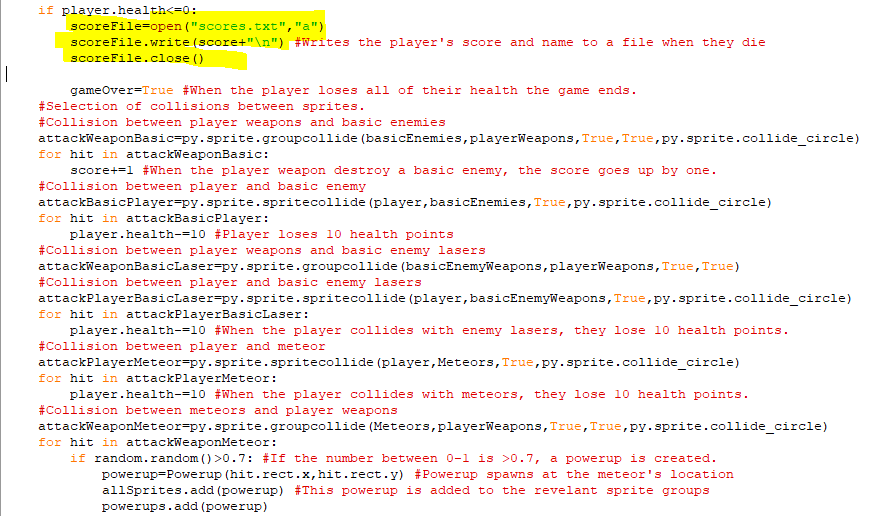 if player.health<=0:
    scoreFile=open("scores.txt","a")
    scoreFile.write(score+"\n") #Writes the player's score and name to a file when they die
    scoreFile.close()
    gameOver=True #When the player loses all of their health the game ends.
#Selection of collisions between sprites.
#Collision between player weapons and basic enemies
attackWeaponBasic=py.sprite.groupcollide(basicEnemies,playerWeapons,True,True,py.sprite.collide_circle)
for hit in attackWeaponBasic:
    score+=1 #When the player weapon destroy a basic enemy, the score goes up by one.
#Collision between player and basic enemy
attackBasicPlayer=py.sprite.spritecollide(player,basicEnemies,True,py.sprite.collide_circle)
for hit in attackBasicPlayer:
    player.health-=10 #Player loses 10 health points
#Collision between player weapons and basic enemy lasers
attackWeaponBasicLaser=py.sprite.groupcollide(basicEnemyWeapons,playerWeapons,True,True)
#Collision between player and basic enemy lasers
attackPlayerBasicLaser=py.sprite.spritecollide(player,basicEnemyWeapons,True,py.sprite.collide_circle)
for hit in attackPlayerBasicLaser:
    player.health-=10 #When the player collides with enemy lasers, they lose 10 health points.
#Collision between player and meteor
attackPlayerMeteor=py.sprite.spritecollide(player,Meteors,True,py.sprite.collide_circle)
for hit in attackPlayerMeteor:
    player.health-=10 #When the player collides with meteors, they lose 10 health points.
#Collision between meteors and player weapons
attackWeaponMeteor=py.sprite.groupcollide(Meteors,playerWeapons,True,True,py.sprite.collide_circle)
for hit in attackWeaponMeteor:
    if random.random()>0.7: #If the number between 0-1 is >0.7, a powerup is created.
        powerup=Powerup(hit.rect.x,hit.rect.y) #Powerup spawns at the meteor's location
        allSprites.add(powerup) #This powerup is added to the revelant sprite groups
        powerups.add(powerup)